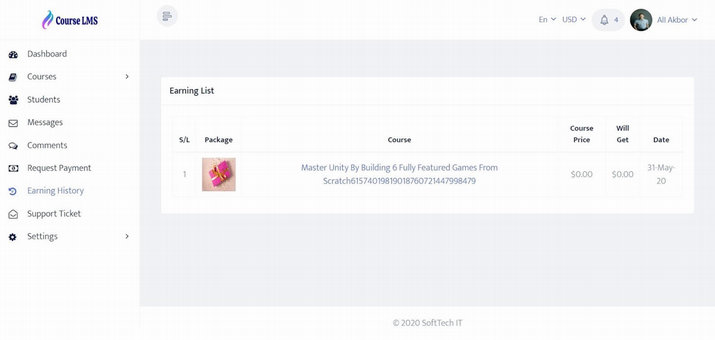 Course LMS
En
USD
4
Ali Akbor
Dashboard
Courses
Students
Messages
Comments
Request Payment
Earning History
Support Ticket
Settings
Earning List
S/L
Package
Course
Course
Price
Will
Get
Date
1
Master Unity By Building 6 Fully Featured Games From
$0.00
$0.00
31-May-
20
© 2020 SoftTech IT